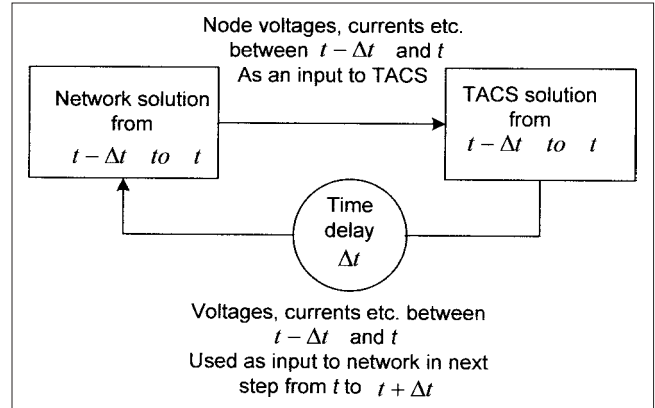 Node voltages, currents etc.
between t − Δt and t
As an input to TACS
Network solution
from
t − Δt to t
TACS solution
from
t − Δt to t
Time
delay
Δt
Voltages, currents etc. between
t − Δt and t
Used as input to network in next
step from t to t + Δt